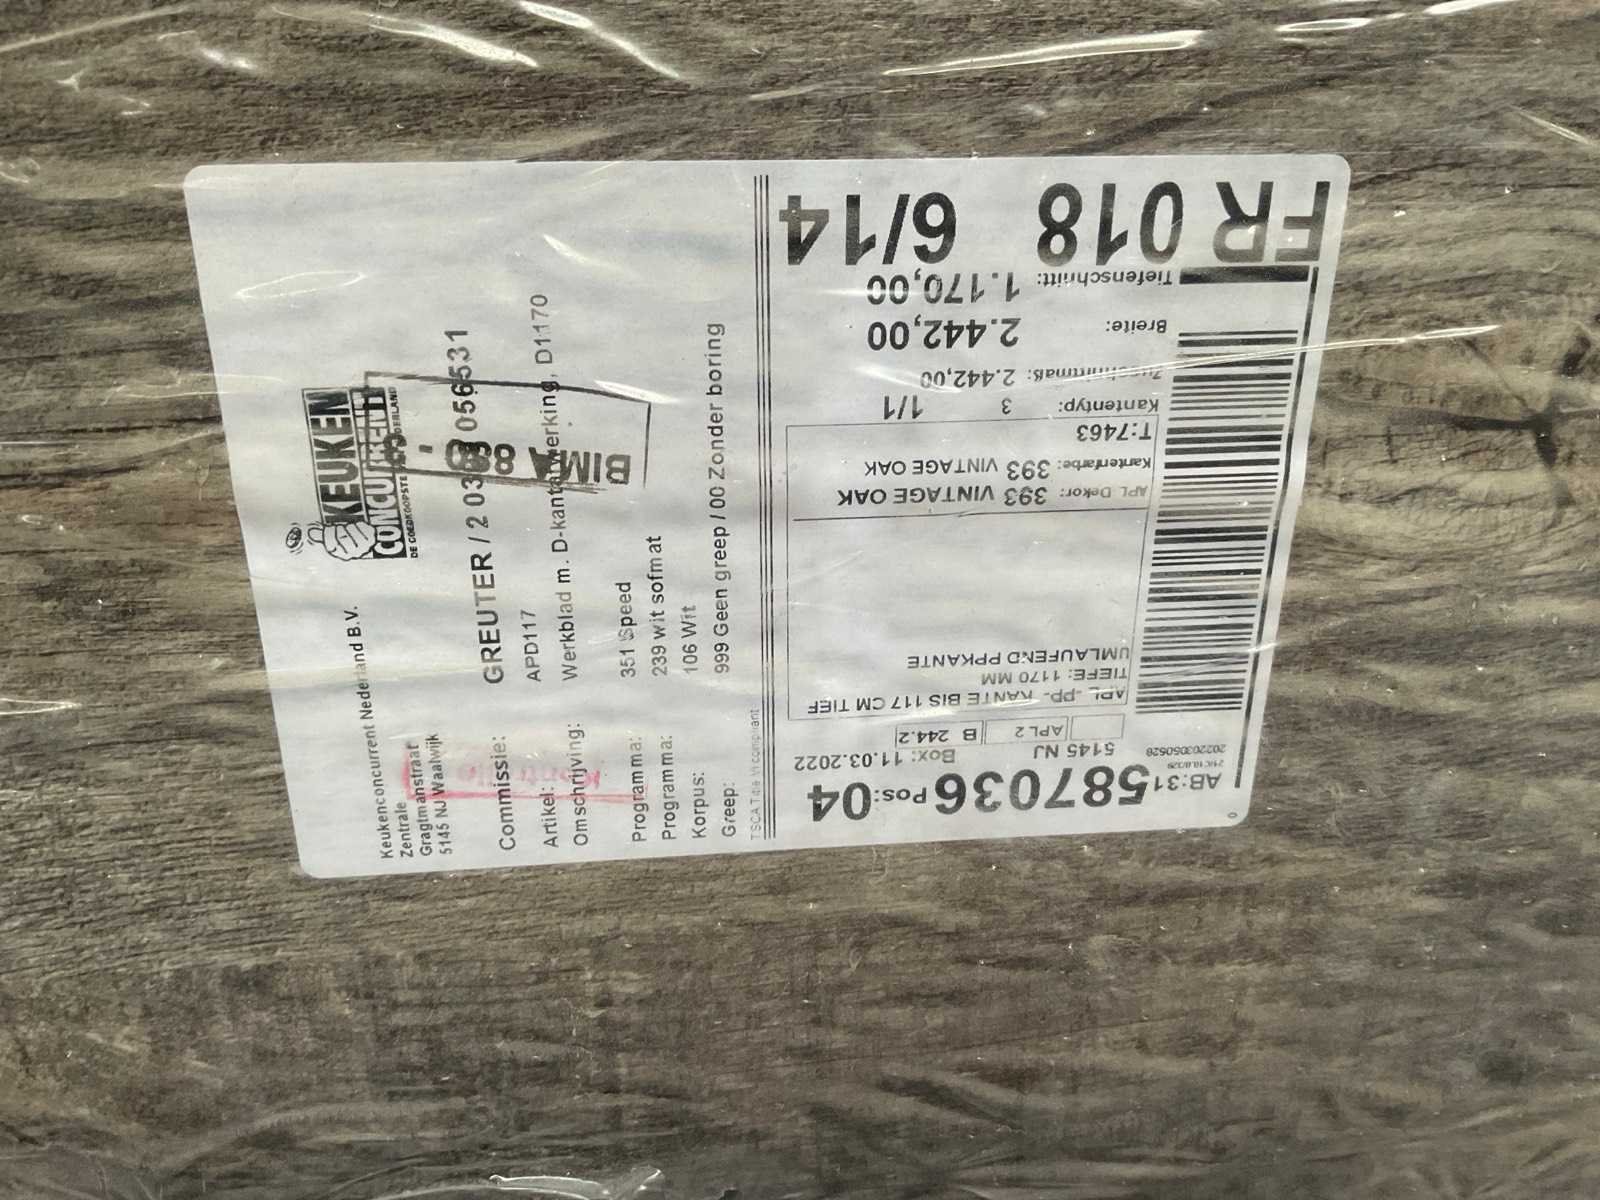 KEUKEN
CONCURRENT
DE GOEDKOOPSTE
Keukenconcurrent Nederland B.V.
Zentrale
Gragtmanstraat
5145 NJ Waalwijk
Kontrolle
Commissie: GREUTER / 2 03 056531
Artikel: APD117
Omschrijving: Werkblad m. D-kantafwerking, D1170
BIMA 88
Programma: 351 Speed
Programma: 239 wit sofmat
Korpus: 106 Wit
Greep: 999 Geen greep / 00 Zonder boring
TSCA Title VI compliant
FR 018 6/14
Tiefenschnitt: 1.170,00
Breite: 2.442,00
Zuschnittmaß: 2.442,00
Kantentyp: 3 1/1
T:7463
Kantenfarbe: 393 VINTAGE OAK
APL Dekor: 393 VINTAGE OAK
UMLAUFEND PPKANTE
TIEFE: 1170 MM
APL -PP- KANTE BIS 117 CM TIEF
APL 2 B 244.2
5145 NJ Box: 11.03.2022
AB:31587036 Pos:04